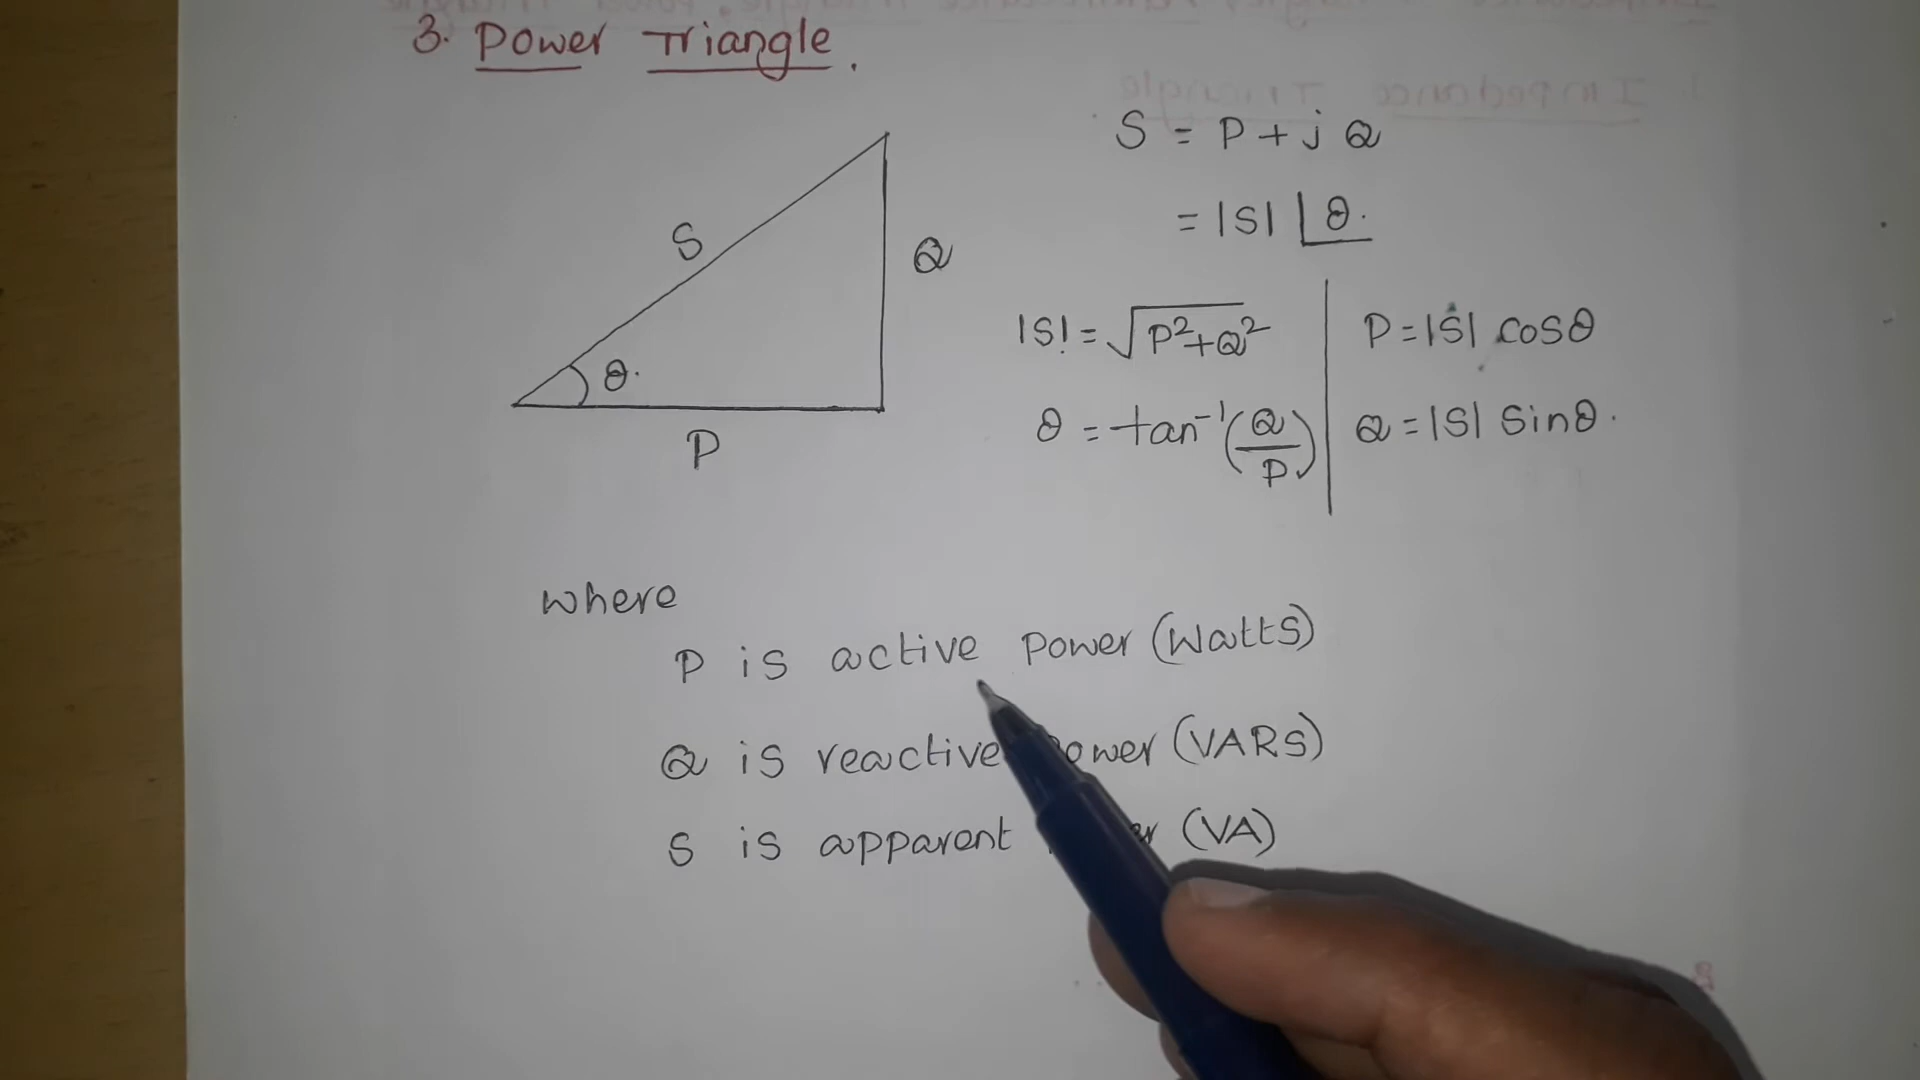 3. Power Triangle.
S
Q
θ.
P
S = P + j Q
= |S| ∠θ.
|S| = √P²+Q²
θ = tan⁻¹(Q/P)
P = |S| cosθ
Q = |S| Sinθ.
where
P is active Power (Watts)
Q is reactive power (VARS)
S is apparent (VA)